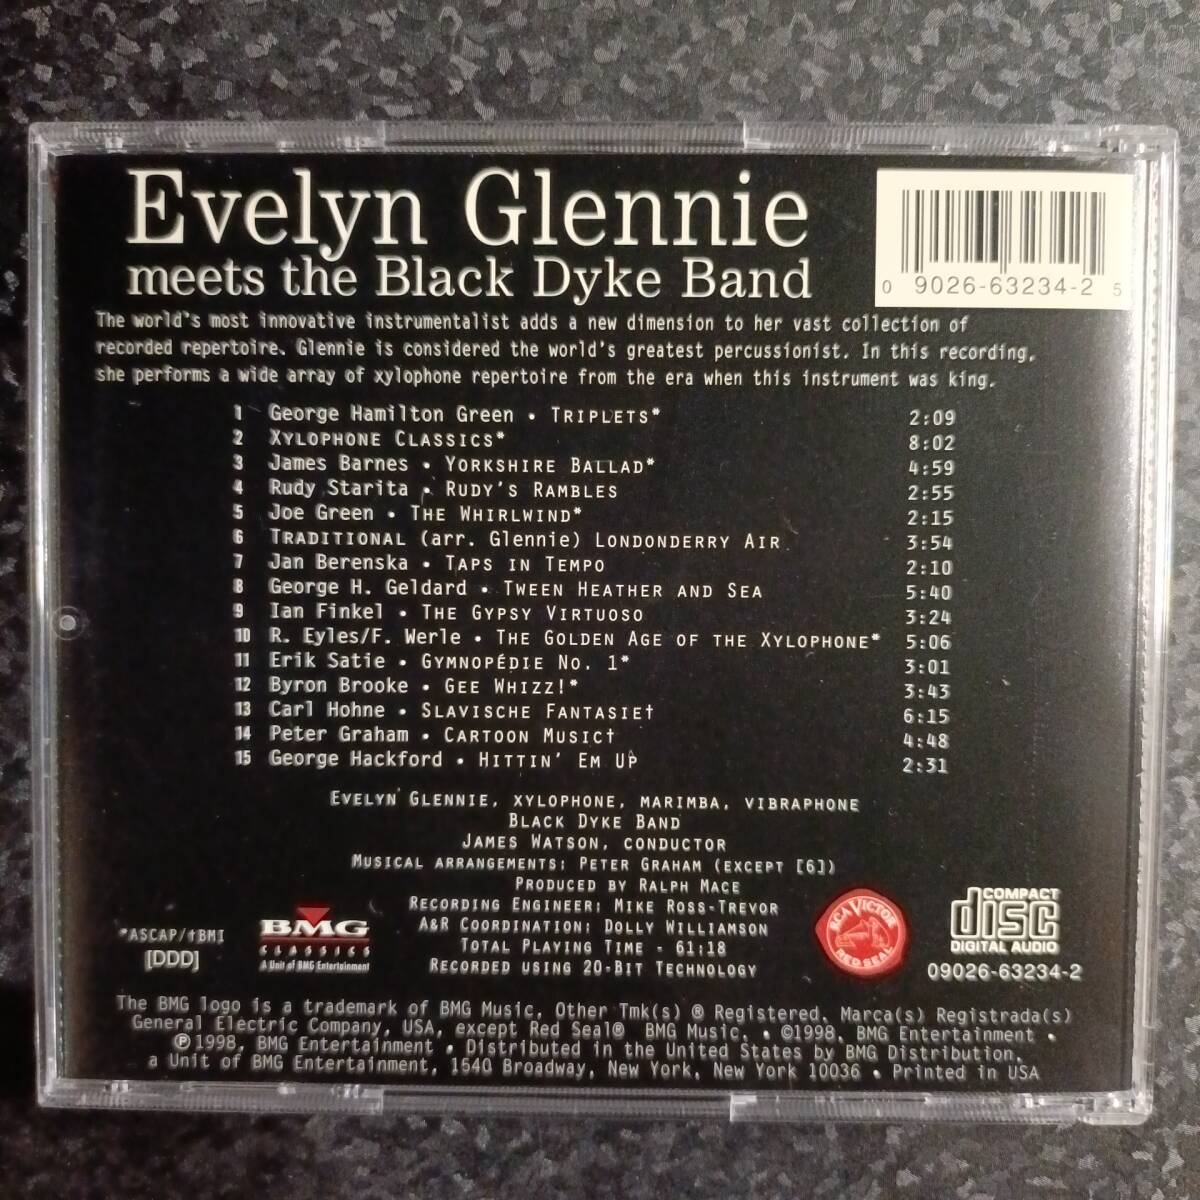 Evelyn Glennie
meets the Black Dyke Band
0 9026-63234-2 5
The world's most innovative instrumentalist adds a new dimension to her vast collection of
recorded repertoire. Glennie is considered the world's greatest percussionist. In this recording,
she performs a wide array of xylophone repertoire from the era when this instrument was king.
1 George Hamilton Green • TRIPLETS* 2:09
2 XYLOPHONE CLASSICS* 8:02
3 James Barnes • YORKSHIRE BALLAD* 4:59
4 Rudy Starita • RUDY'S RAMBLES 2:55
5 Joe Green • THE WHIRLWIND* 2:15
6 TRADITIONAL (arr. Glennie) LONDONDERRY AIR 3:54
7 Jan Berenska • TAPS IN TEMPO 2:10
8 George H. Geldard • TWEEN HEATHER AND SEA 5:40
9 Ian Finkel • THE GYPSY VIRTUOSO 3:24
10 R. Eyles/F. Werle • THE GOLDEN AGE OF THE XYLOPHONE* 5:06
11 Erik Satie • GYMNOPÉDIE NO. 1* 3:01
12 Byron Brooke • GEE WHIZZ!* 3:43
13 Carl Hohne • SLAVISCHE FANTASIE† 6:15
14 Peter Graham • CARTOON MUSIC† 4:48
15 George Hackford • HITTIN' EM UP 2:31
EVELYN GLENNIE, XYLOPHONE, MARIMBA, VIBRAPHONE
BLACK DYKE BAND
JAMES WATSON, CONDUCTOR
MUSICAL ARRANGEMENTS: PETER GRAHAM (EXCEPT [6])
PRODUCED BY RALPH MACE
RECORDING ENGINEER: MIKE ROSS-TREVOR
A&R COORDINATION: DOLLY WILLIAMSON
TOTAL PLAYING TIME - 61:18
RECORDED USING 20-BIT TECHNOLOGY
*ASCAP/†BMI
[DDD]
BMG
CLASSICS
A Unit of BMG Entertainment
RCA VICTOR
RED SEAL
COMPACT
disc
DIGITAL AUDIO
09026-63234-2
The BMG logo is a trademark of BMG Music. Other Tmk(s) ® Registered. Marca(s) Registrada(s)
General Electric Company, USA, except Red Seal® BMG Music. • ©1998, BMG Entertainment •
℗1998, BMG Entertainment • Distributed in the United States by BMG Distribution,
a Unit of BMG Entertainment, 1540 Broadway, New York, New York 10036 • Printed in USA